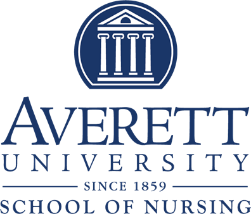 AVERETT
UNIVERSITY
SINCE 1859
SCHOOL OF NURSING